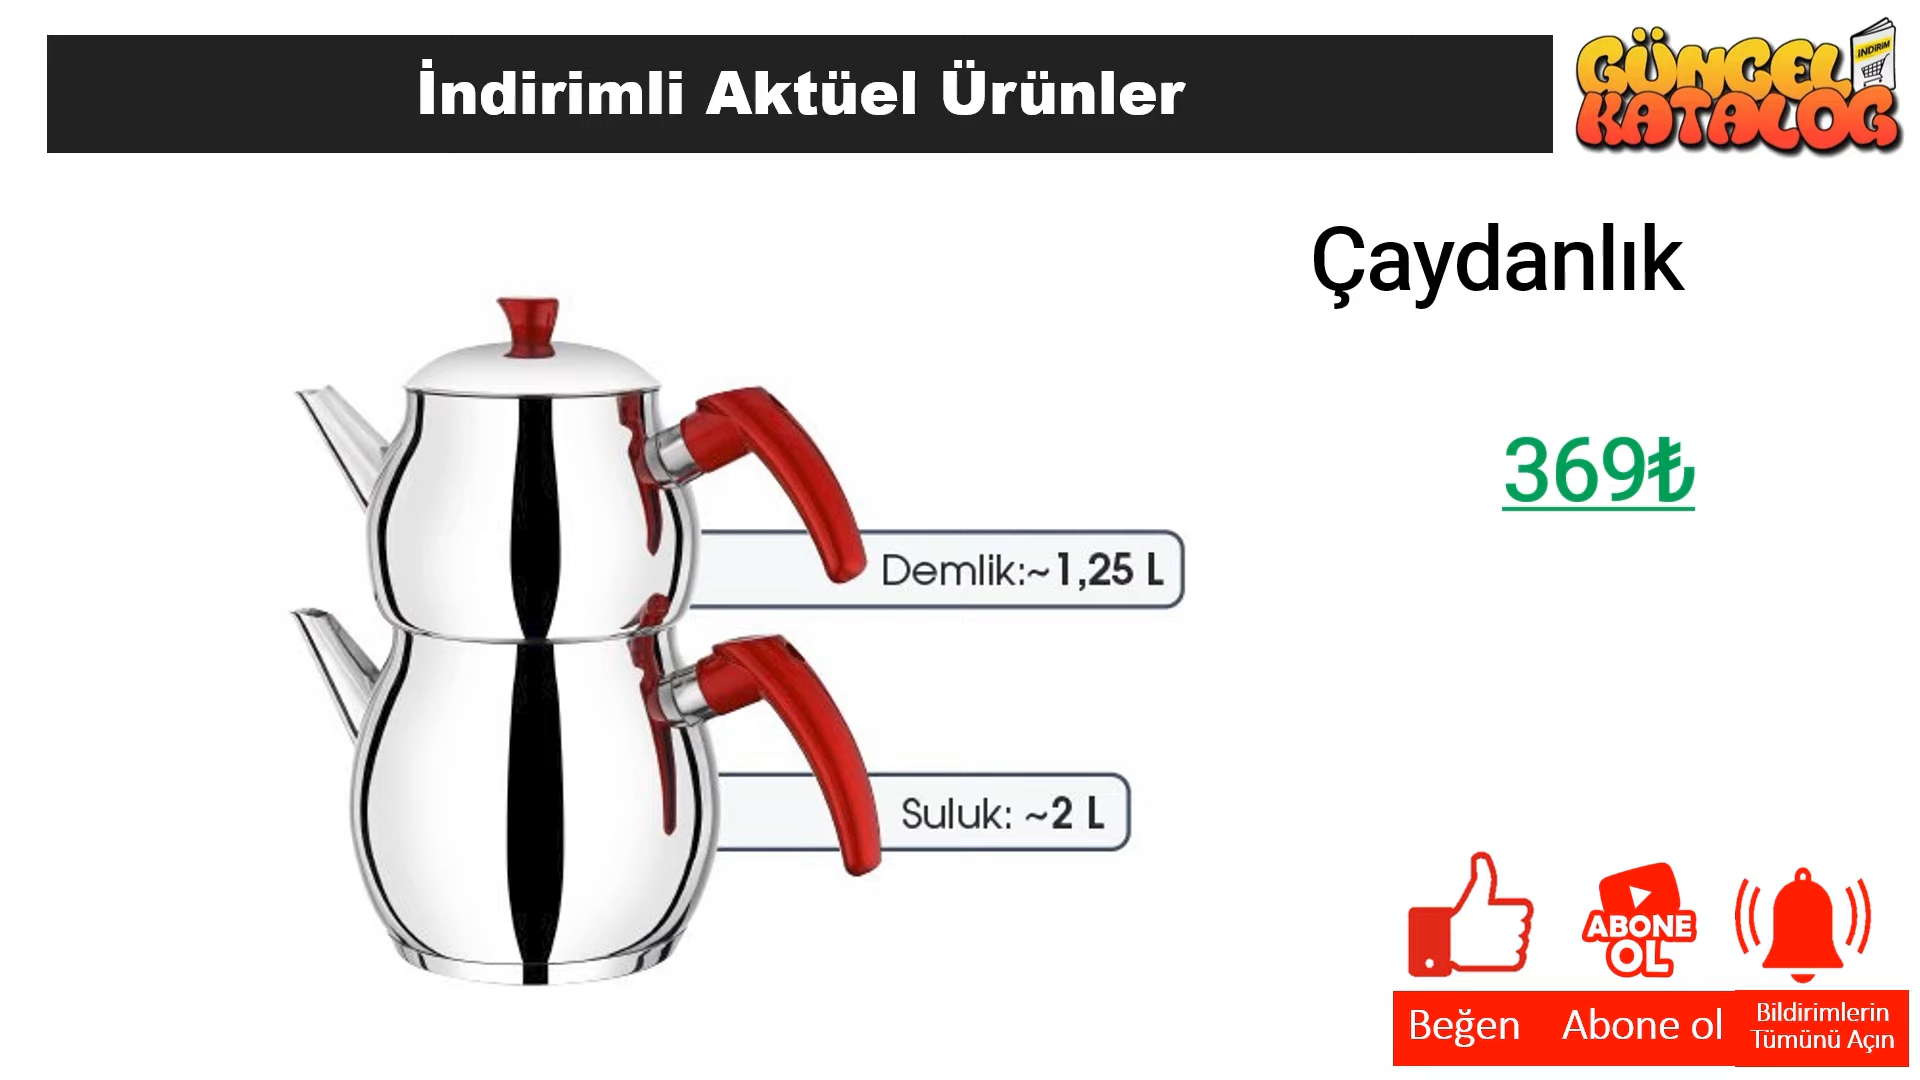 İndirimli Aktüel Ürünler
GÜNCEL
KATALOG
İNDİRİM
Çaydanlık
369₺
Demlik:~1,25 L
Suluk: ~2 L
ABONE
OL
Beğen
Abone ol
Bildirimlerin
Tümünü Açın